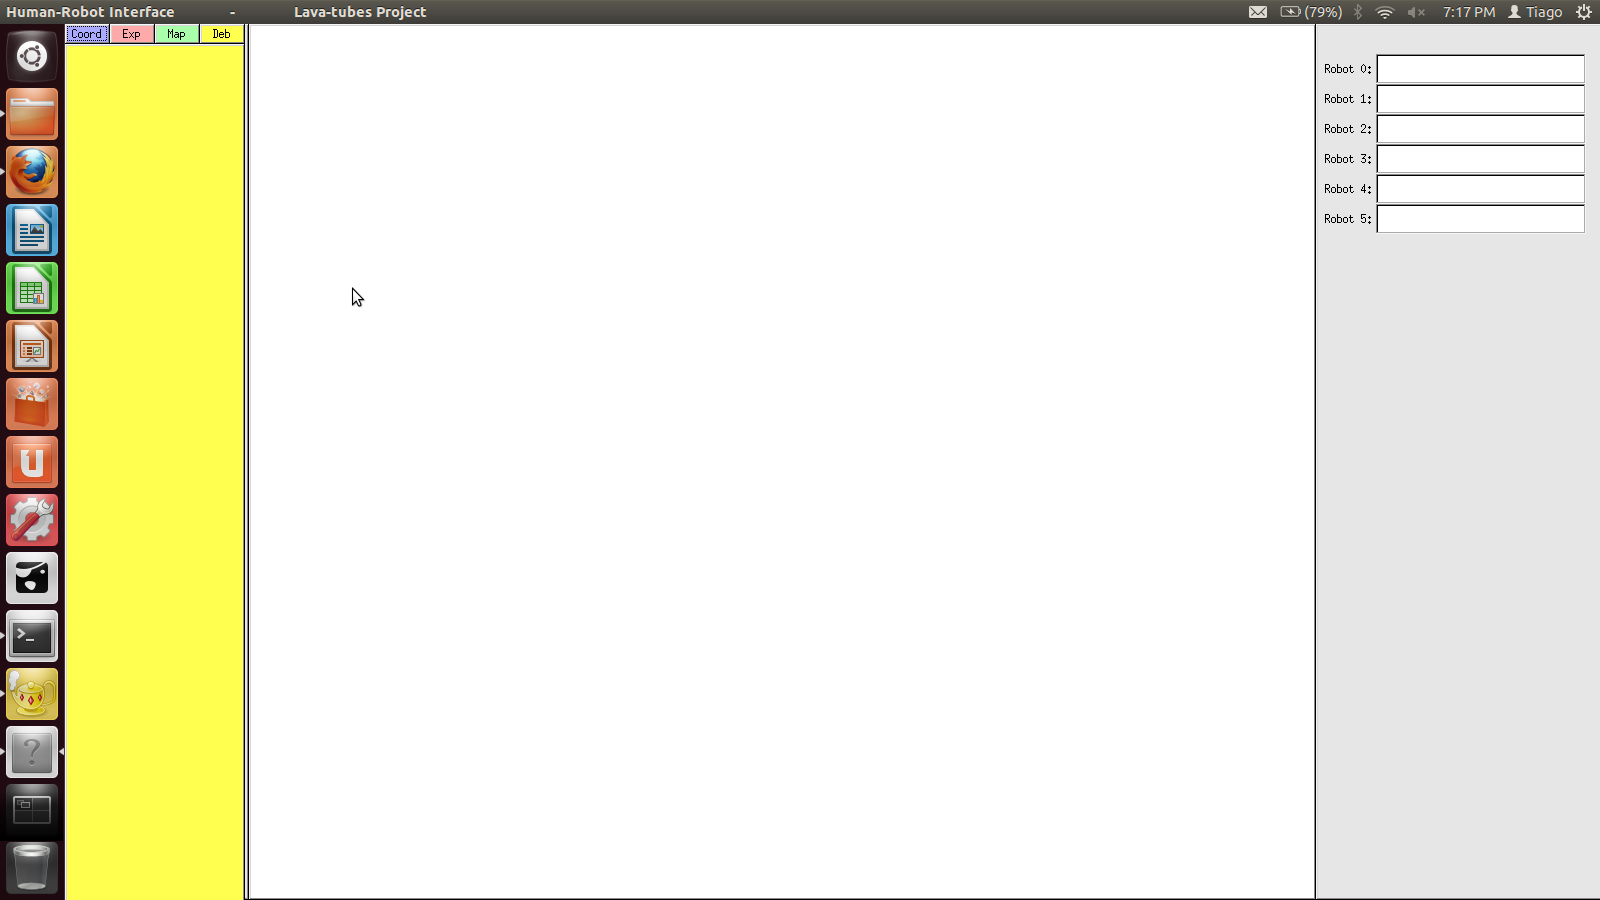 Human-Robot Interface - Lava-tubes Project (79%) 7:17 PM Tiago
Coord Exp Map Deb
Robot 0:
Robot 1:
Robot 2:
Robot 3:
Robot 4:
Robot 5:
U
>_
?